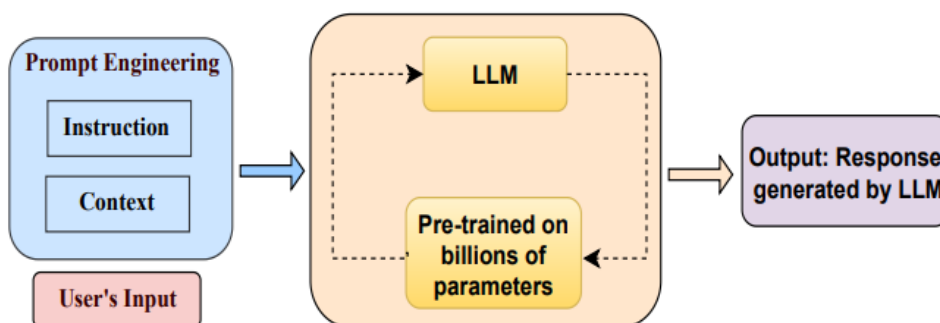 Prompt Engineering
Instruction
Context
User's Input
LLM
Pre-trained on
billions of
parameters
Output: Response
generated by LLM